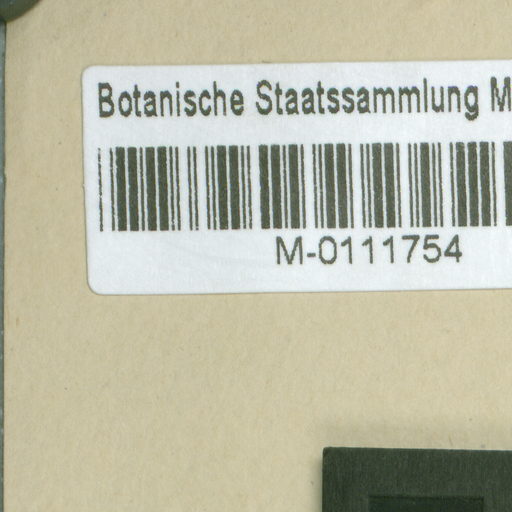 Botanische Staatssammlung M
M-0111754